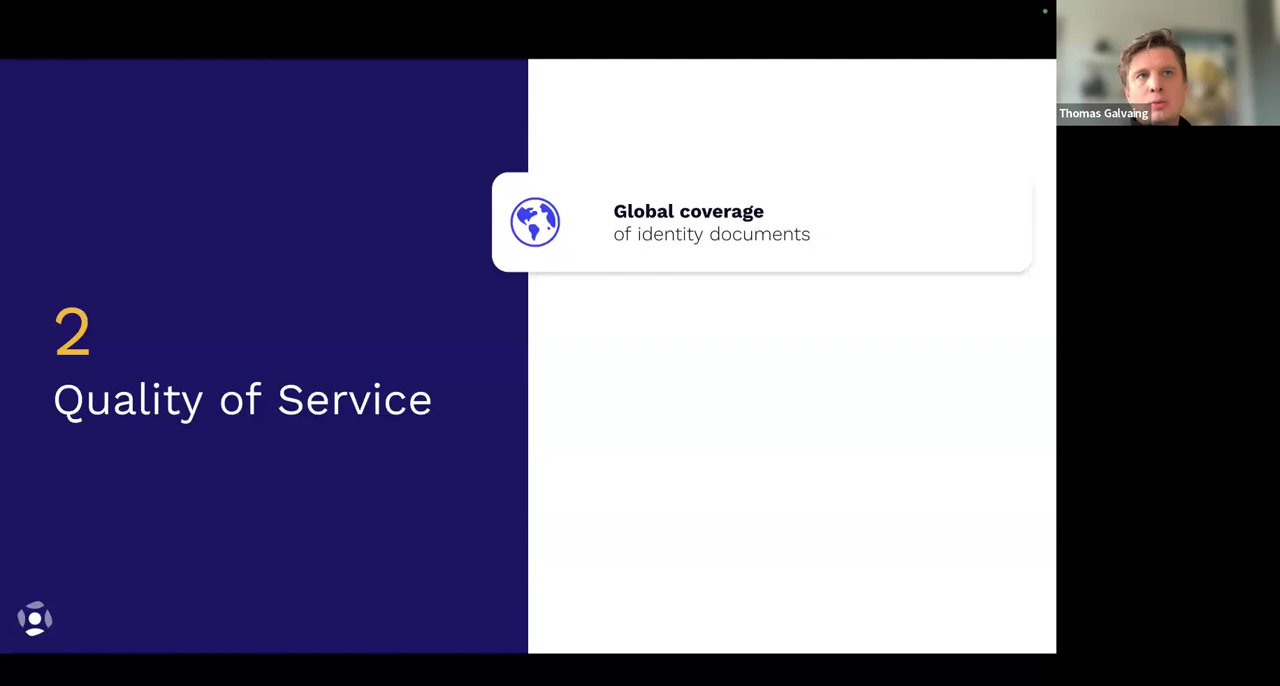 Thomas Galvaing
Global coverage
of identity documents
2
Quality of Service